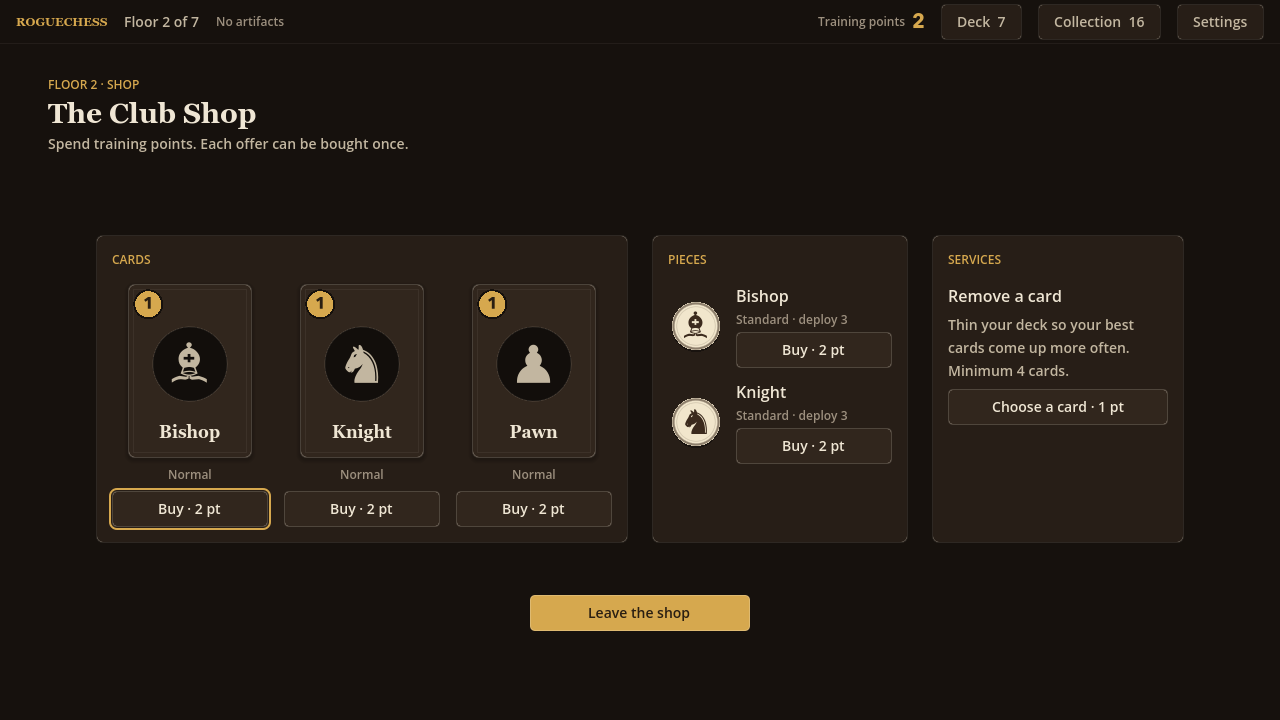 ROGUECHESS Floor 2 of 7 No artifacts Training points 2 Deck 7 Collection 16 Settings
FLOOR 2 · SHOP
The Club Shop
Spend training points. Each offer can be bought once.
CARDS
1 1 1
Bishop Knight Pawn
Normal Normal Normal
Buy · 2 pt Buy · 2 pt Buy · 2 pt
PIECES
Bishop
Standard · deploy 3
Buy · 2 pt
Knight
Standard · deploy 3
Buy · 2 pt
SERVICES
Remove a card
Thin your deck so your best
cards come up more often.
Minimum 4 cards.
Choose a card · 1 pt
Leave the shop